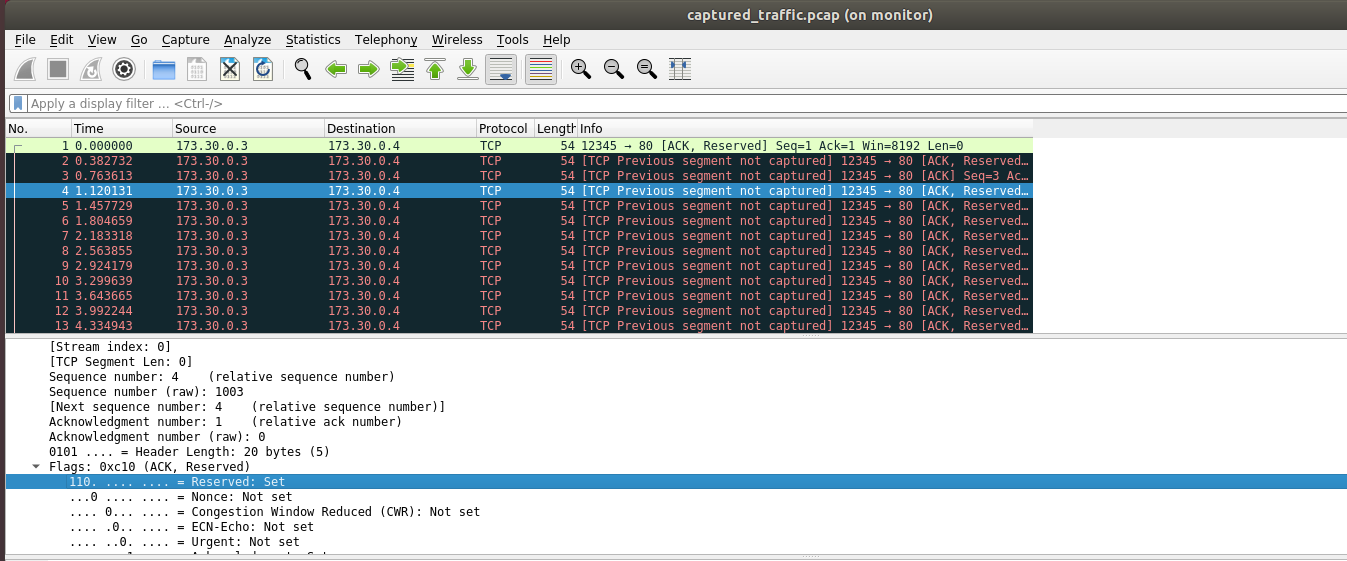 captured_traffic.pcap (on monitor)
File Edit View Go Capture Analyze Statistics Telephony Wireless Tools Help
Apply a display filter ... <Ctrl-/>
No. Time Source Destination Protocol Length Info
1 0.000000 173.30.0.3 173.30.0.4 TCP 54 12345 → 80 [ACK, Reserved] Seq=1 Ack=1 Win=8192 Len=0
2 0.382732 173.30.0.3 173.30.0.4 TCP 54 [TCP Previous segment not captured] 12345 → 80 [ACK, Reserved…
3 0.763613 173.30.0.3 173.30.0.4 TCP 54 [TCP Previous segment not captured] 12345 → 80 [ACK] Seq=3 Ac…
4 1.120131 173.30.0.3 173.30.0.4 TCP 54 [TCP Previous segment not captured] 12345 → 80 [ACK, Reserved…
5 1.457729 173.30.0.3 173.30.0.4 TCP 54 [TCP Previous segment not captured] 12345 → 80 [ACK, Reserved…
6 1.804659 173.30.0.3 173.30.0.4 TCP 54 [TCP Previous segment not captured] 12345 → 80 [ACK, Reserved…
7 2.183318 173.30.0.3 173.30.0.4 TCP 54 [TCP Previous segment not captured] 12345 → 80 [ACK, Reserved…
8 2.563855 173.30.0.3 173.30.0.4 TCP 54 [TCP Previous segment not captured] 12345 → 80 [ACK, Reserved…
9 2.924179 173.30.0.3 173.30.0.4 TCP 54 [TCP Previous segment not captured] 12345 → 80 [ACK, Reserved…
10 3.299639 173.30.0.3 173.30.0.4 TCP 54 [TCP Previous segment not captured] 12345 → 80 [ACK, Reserved…
11 3.643665 173.30.0.3 173.30.0.4 TCP 54 [TCP Previous segment not captured] 12345 → 80 [ACK, Reserved…
12 3.992244 173.30.0.3 173.30.0.4 TCP 54 [TCP Previous segment not captured] 12345 → 80 [ACK, Reserved…
13 4.334943 173.30.0.3 173.30.0.4 TCP 54 [TCP Previous segment not captured] 12345 → 80 [ACK, Reserved…
[Stream index: 0]
[TCP Segment Len: 0]
Sequence number: 4 (relative sequence number)
Sequence number (raw): 1003
[Next sequence number: 4 (relative sequence number)]
Acknowledgment number: 1 (relative ack number)
Acknowledgment number (raw): 0
0101 .... = Header Length: 20 bytes (5)
Flags: 0xc10 (ACK, Reserved)
110. .... .... = Reserved: Set
...0 .... .... = Nonce: Not set
.... 0... .... = Congestion Window Reduced (CWR): Not set
.... .0.. .... = ECN-Echo: Not set
.... ..0. .... = Urgent: Not set